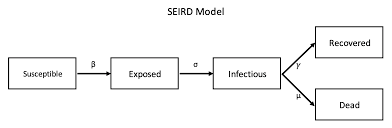 SEIRD Model
Recovered
β
σ
Susceptible
Exposed
Infectious
γ
μ
Dead